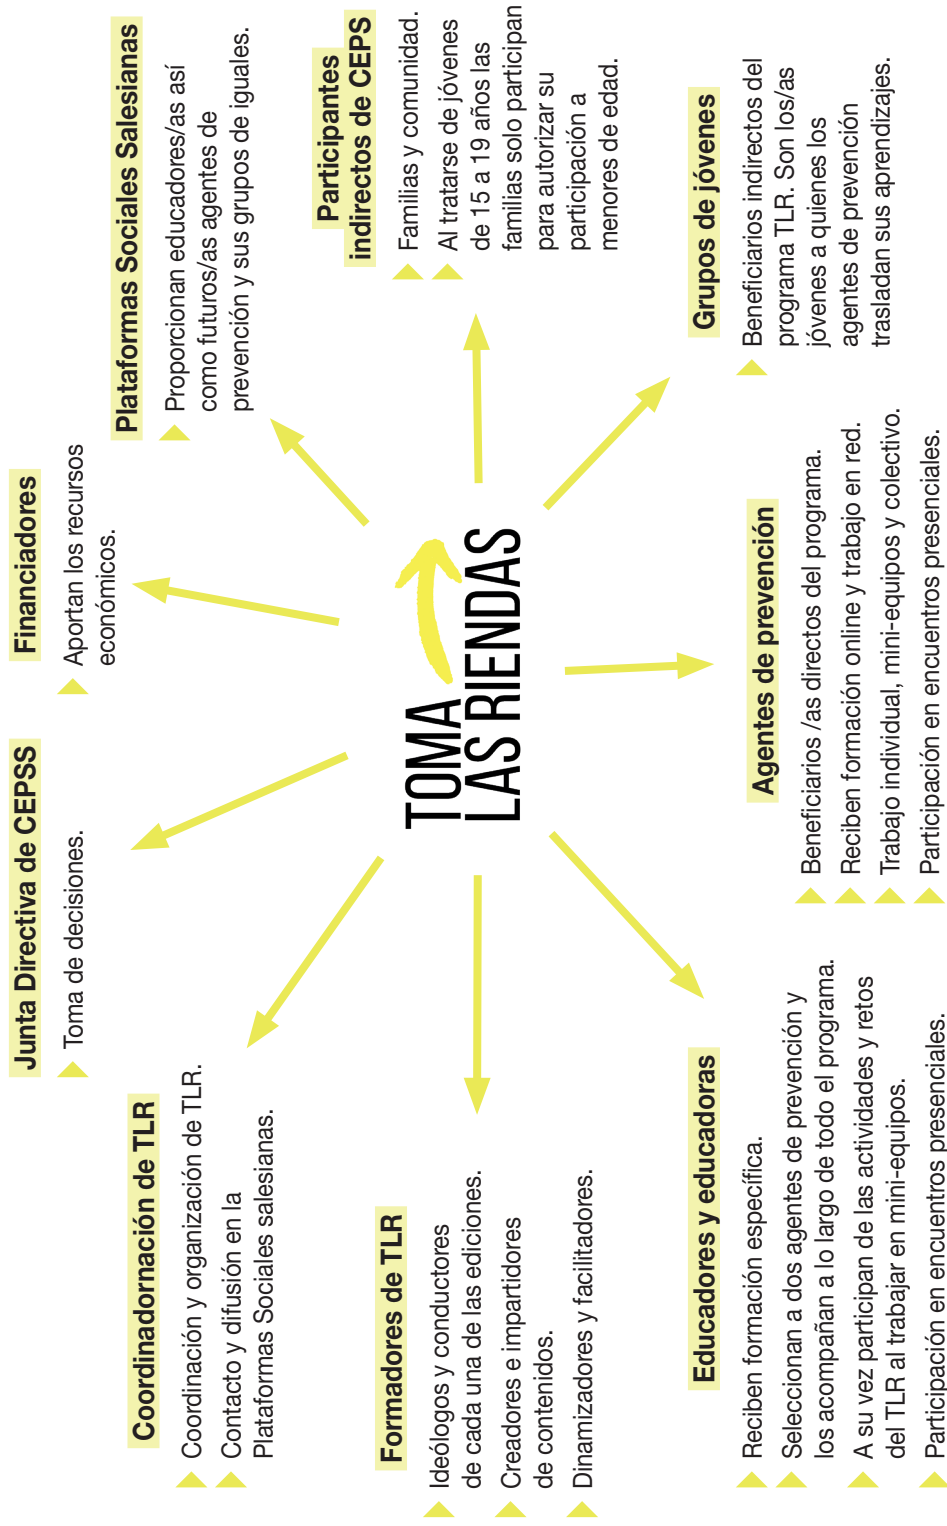 Junta Directiva de CEPSS
Toma de decisiones.
Financiadores
Aportan los recursos
económicos.
Plataformas Sociales Salesianas
Proporcionan educadores/as así
como futuros/as agentes de
prevención y sus grupos de iguales.
Coordinadornación de TLR
Coordinación y organización de TLR.
Contacto y difusión en la
Plataformas Sociales salesianas.
Participantes
indirectos de CEPS
Familias y comunidad.
Al tratarse de jóvenes
de 15 a 19 años las
familias solo participan
para autorizar su
participación a
menores de edad.
TOMA
LAS RIENDAS
Formadores de TLR
Ideólogos y conductores
de cada una de las ediciones.
Creadores e impartidores
de contenidos.
Dinamizadores y facilitadores.
Grupos de jóvenes
Beneficiarios indirectos del
programa TLR. Son los/as
jóvenes a quienes los
agentes de prevención
trasladan sus aprendizajes.
Educadores y educadoras
Reciben formación específica.
Seleccionan a dos agentes de prevención y
los acompañan a lo largo de todo el programa.
A su vez participan de las actividades y retos
del TLR al trabajar en mini-equipos.
Participación en encuentros presenciales.
Agentes de prevención
Beneficiarios /as directos del programa.
Reciben formación online y trabajo en red.
Trabajo individual, mini-equipos y colectivo.
Participación en encuentros presenciales.